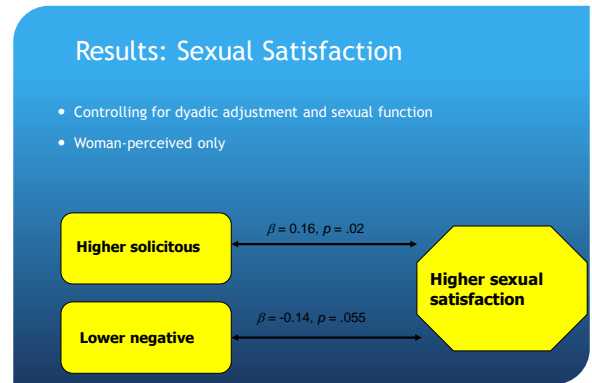 Results: Sexual Satisfaction
• Controlling for dyadic adjustment and sexual function
• Woman-perceived only
β = 0.16, p = .02
Higher solicitous
Higher sexual
satisfaction
β = -0.14, p = .055
Lower negative